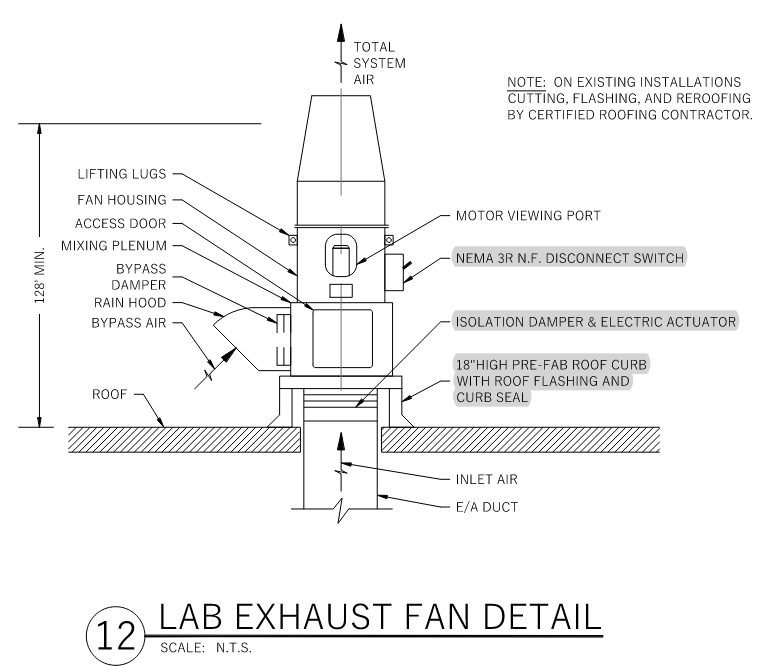 TOTAL
SYSTEM
AIR
NOTE: ON EXISTING INSTALLATIONS
CUTTING, FLASHING, AND REROOFING
BY CERTIFIED ROOFING CONTRACTOR.
LIFTING LUGS
FAN HOUSING
ACCESS DOOR
MIXING PLENUM
BYPASS
DAMPER
RAIN HOOD
BYPASS AIR
128' MIN.
ROOF
MOTOR VIEWING PORT
NEMA 3R N.F. DISCONNECT SWITCH
ISOLATION DAMPER & ELECTRIC ACTUATOR
18"HIGH PRE-FAB ROOF CURB
WITH ROOF FLASHING AND
CURB SEAL
INLET AIR
E/A DUCT
12 LAB EXHAUST FAN DETAIL
SCALE: N.T.S.